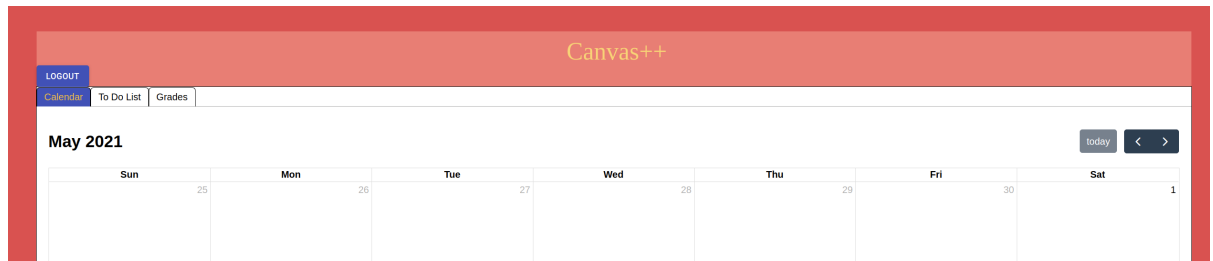 Canvas++
LOGOUT
Calendar To Do List Grades
May 2021 today
Sun Mon Tue Wed Thu Fri Sat
25 26 27 28 29 30 1